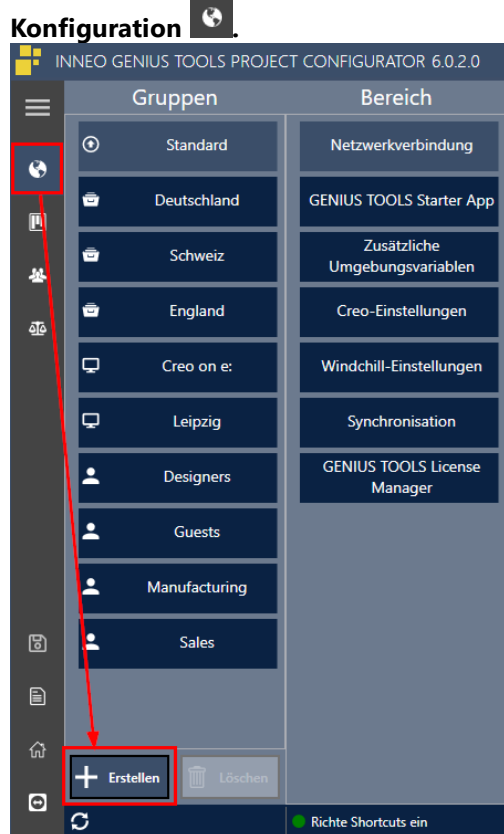 Konfiguration .
INNEO GENIUS TOOLS PROJECT CONFIGURATOR 6.0.2.0
Gruppen
Standard
Deutschland
Schweiz
England
Creo on e:
Leipzig
Designers
Guests
Manufacturing
Sales
Erstellen
Löschen
Bereich
Netzwerkverbindung
GENIUS TOOLS Starter App
Zusätzliche
Umgebungsvariablen
Creo-Einstellungen
Windchill-Einstellungen
Synchronisation
GENIUS TOOLS License
Manager
Richte Shortcuts ein